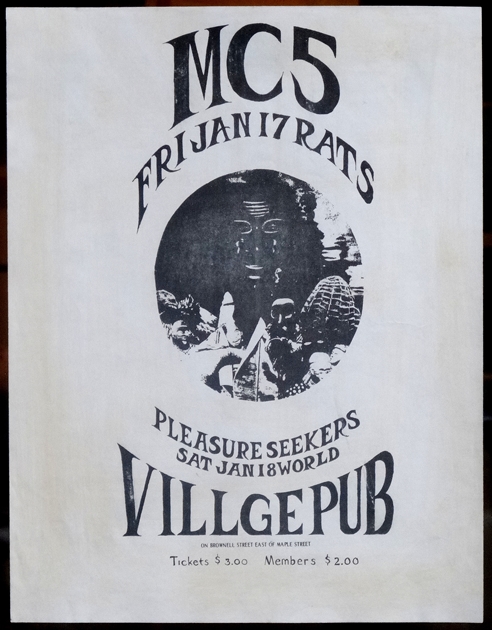 MC5
FRI JAN 17 RATS
PLEASURE SEEKERS
SAT JAN 18 WORLD
VILLGE PUB
ON BROWNELL STREET EAST OF MAPLE STREET
Tickets $3.00 Members $2.00